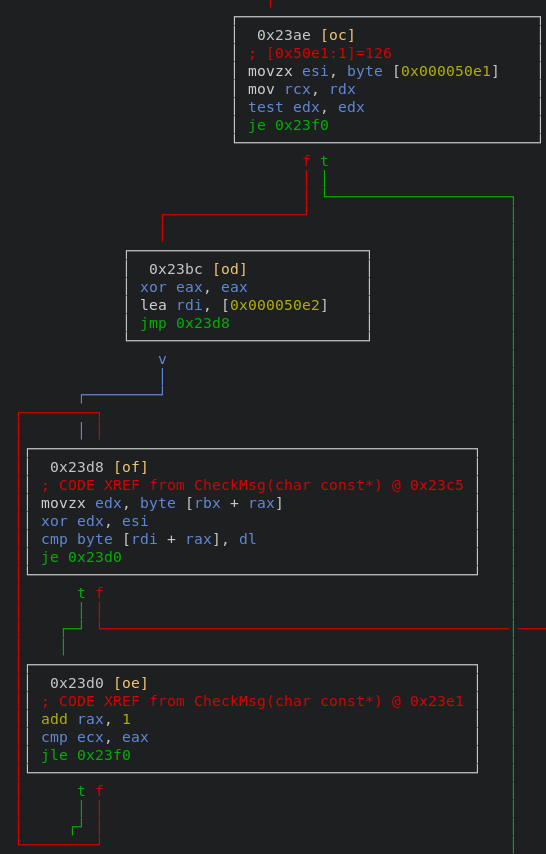 0x23ae [oc]
; [0x50e1:1]=126
movzx esi, byte [0x000050e1]
mov rcx, rdx
test edx, edx
je 0x23f0
f t
0x23bc [od]
xor eax, eax
lea rdi, [0x000050e2]
jmp 0x23d8
v
0x23d8 [of]
; CODE XREF from CheckMsg(char const*) @ 0x23c5
movzx edx, byte [rbx + rax]
xor edx, esi
cmp byte [rdi + rax], dl
je 0x23d0
t f
0x23d0 [oe]
; CODE XREF from CheckMsg(char const*) @ 0x23e1
add rax, 1
cmp ecx, eax
jle 0x23f0
t f